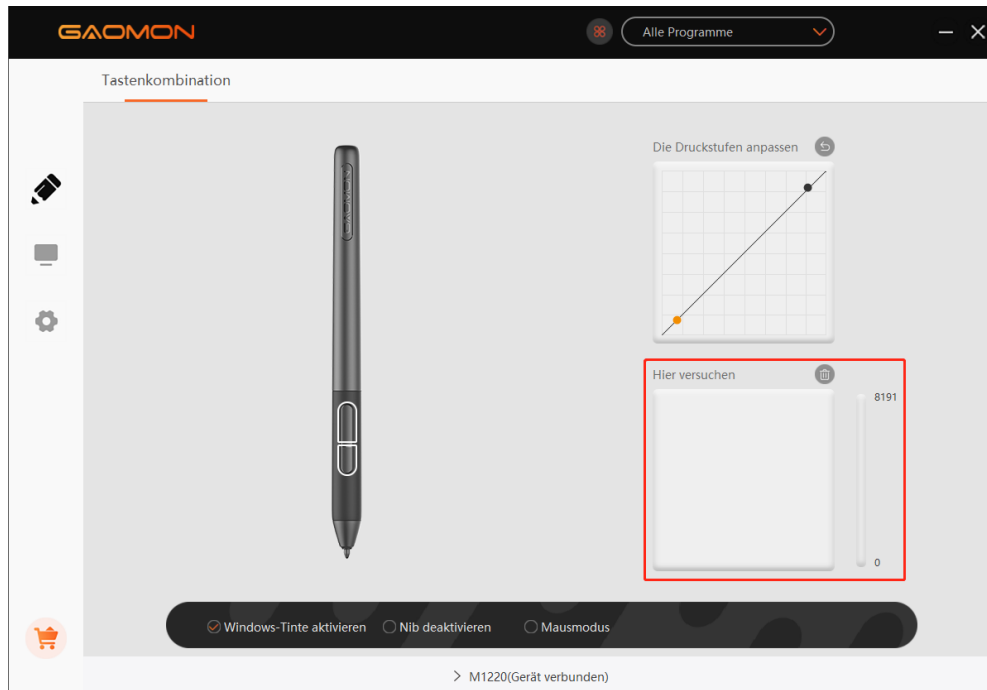 GAOMON
Alle Programme
Tastenkombination
GAOMON
Die Druckstufen anpassen
Hier versuchen
8191
0
Windows-Tinte aktivieren
Nib deaktivieren
Mausmodus
M1220(Gerät verbunden)